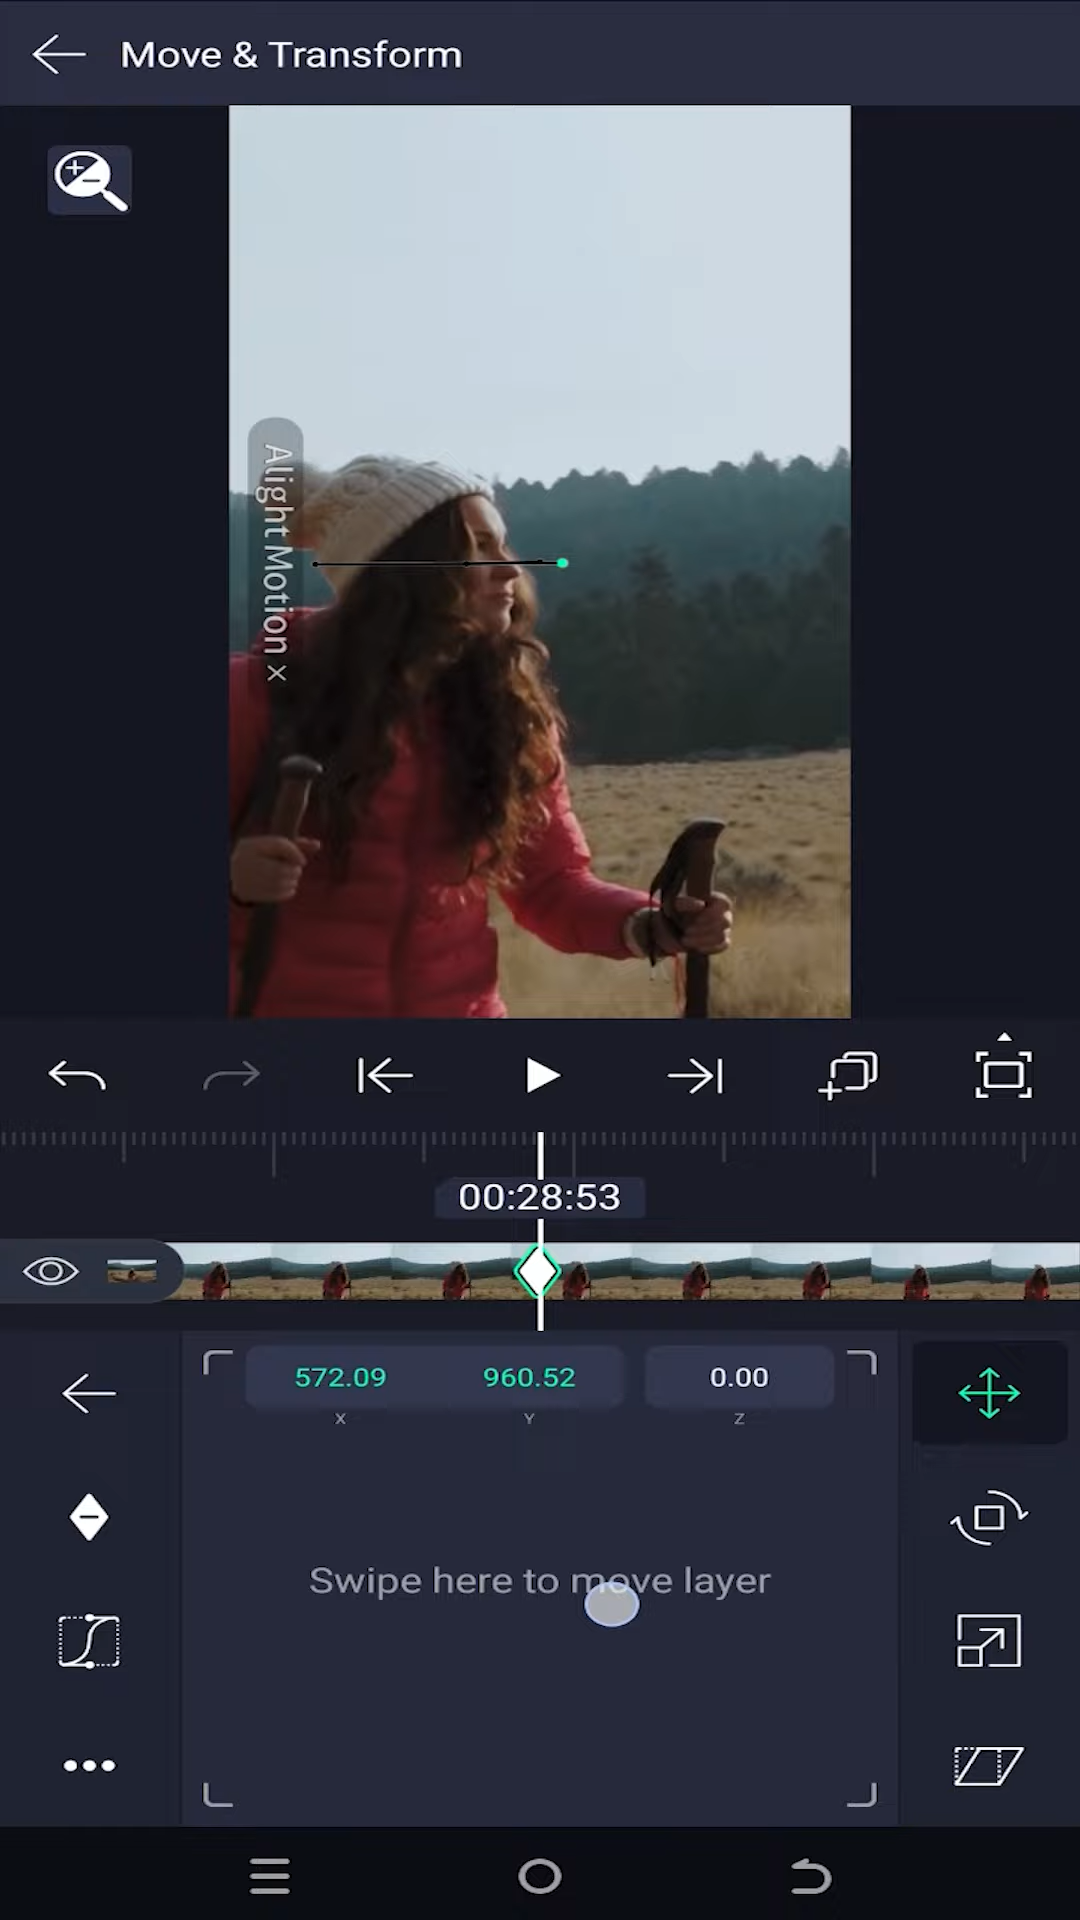 Move & Transform
Alight Motion ×
00:28:53
572.09 960.52 0.00
X Y Z
Swipe here to move layer